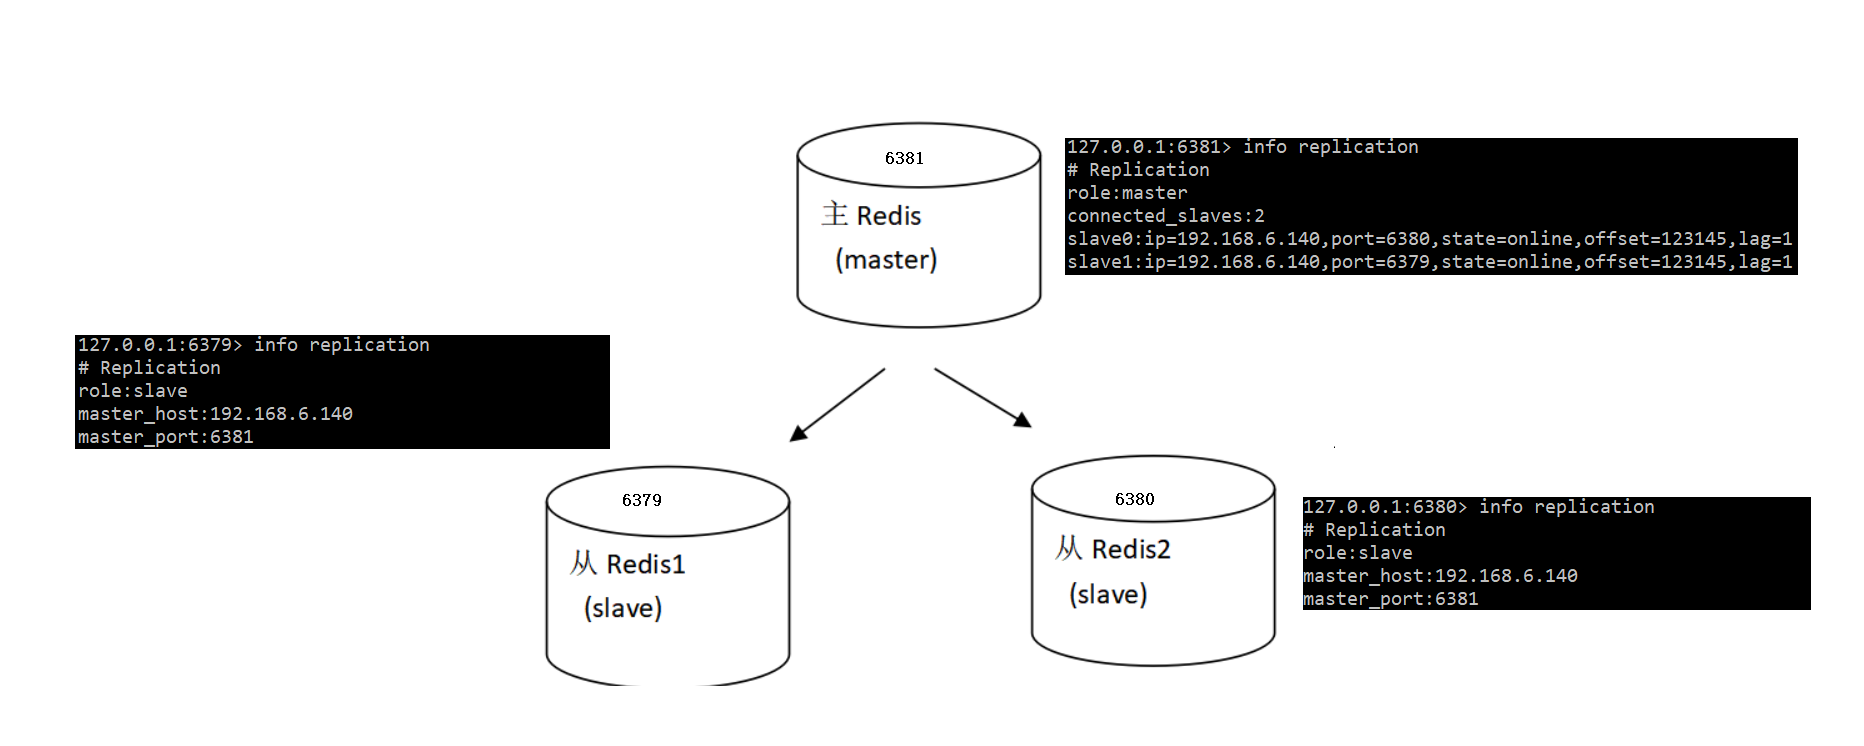 6381
主 Redis
(master)
127.0.0.1:6381> info replication
# Replication
role:master
connected_slaves:2
slave0:ip=192.168.6.140,port=6380,state=online,offset=123145,lag=1
slave1:ip=192.168.6.140,port=6379,state=online,offset=123145,lag=1
127.0.0.1:6379> info replication
# Replication
role:slave
master_host:192.168.6.140
master_port:6381
6379
从 Redis1
(slave)
6380
从 Redis2
(slave)
127.0.0.1:6380> info replication
# Replication
role:slave
master_host:192.168.6.140
master_port:6381